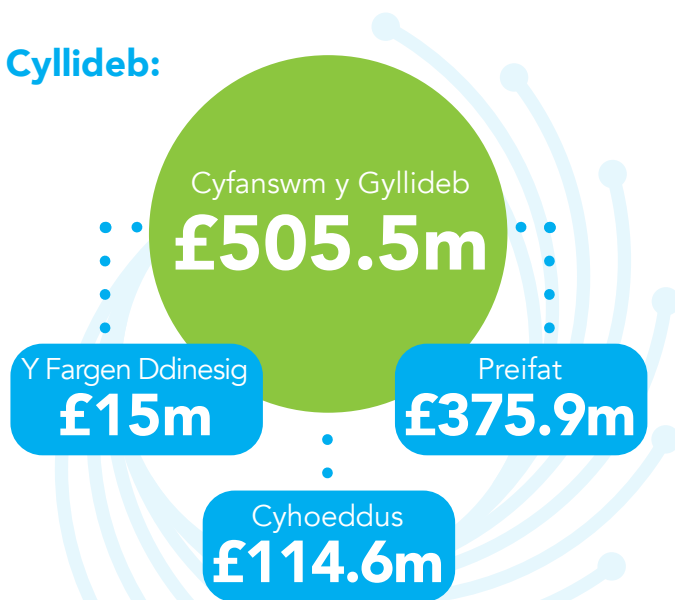 Cyllideb:
Cyfanswm y Gyllideb
£505.5m
Y Fargen Ddinesig
£15m
Preifat
£375.9m
Cyhoeddus
£114.6m